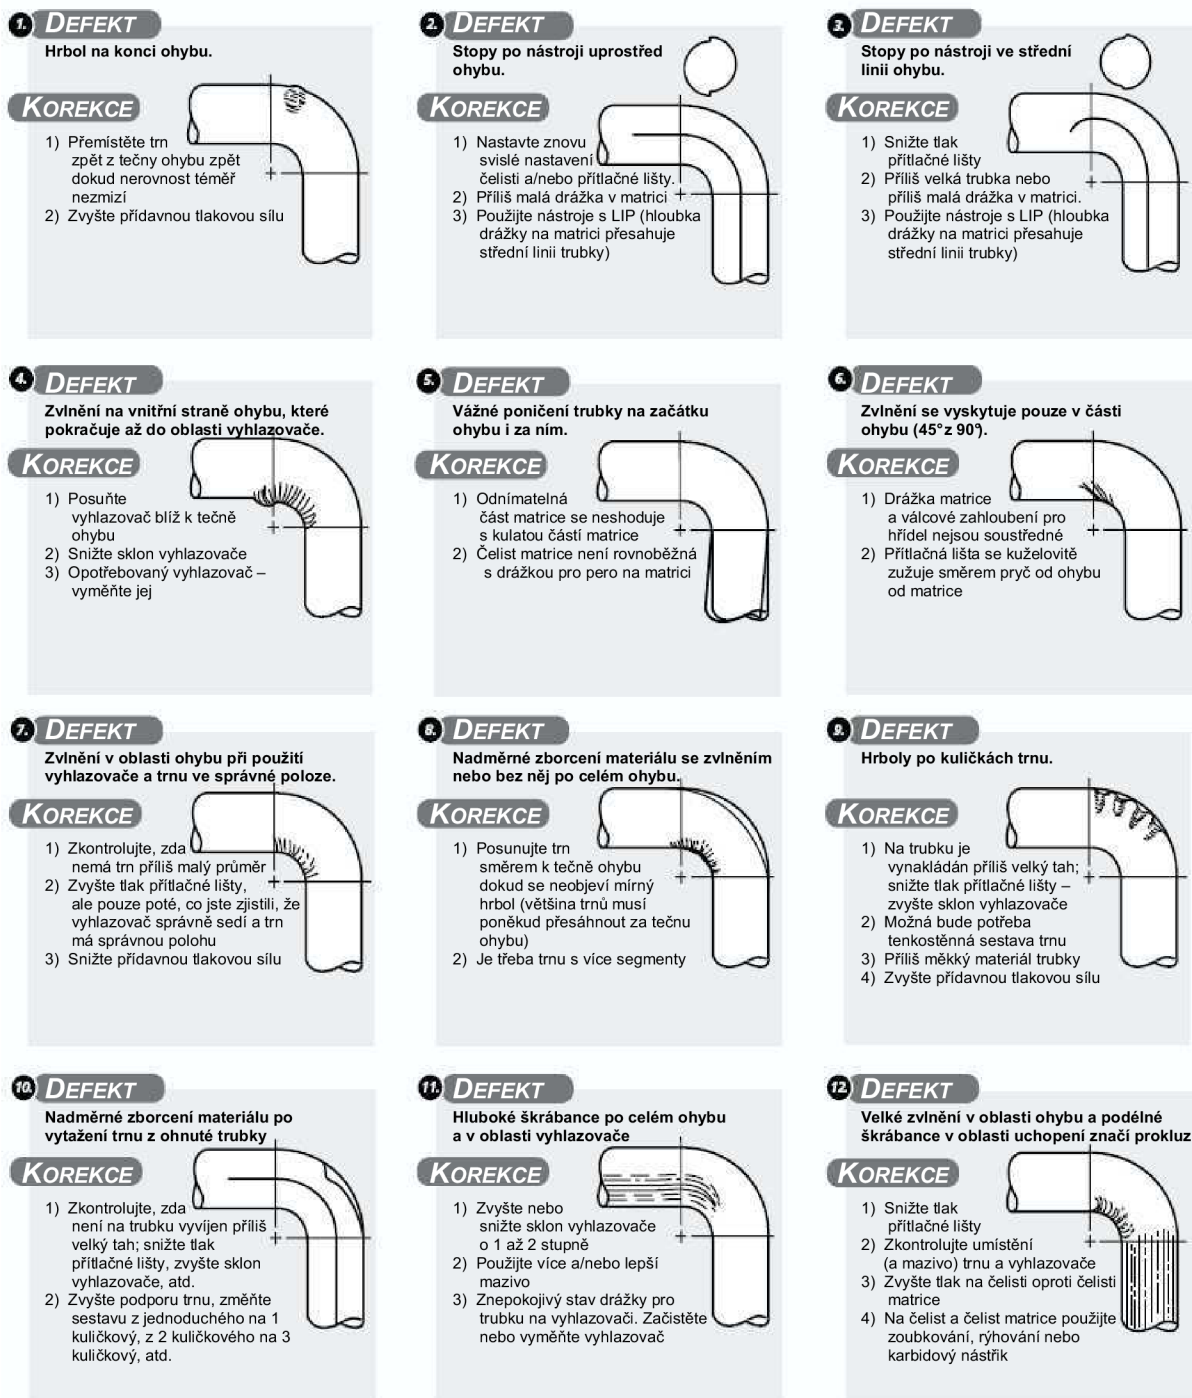 1. DEFEKT
Hrbol na konci ohybu.
KOREKCE
1) Přemístěte trn
zpět z tečny ohybu zpět
dokud nerovnost téměř
nezmizí
2) Zvyšte přídavnou tlakovou sílu
2. DEFEKT
Stopy po nástroji uprostřed
ohybu.
KOREKCE
1) Nastavte znovu
svislé nastavení
čelisti a/nebo přítlačné lišty.
2) Příliš malá drážka v matrici
3) Použijte nástroje s LIP (hloubka
drážky na matrici přesahuje
střední linii trubky)
3. DEFEKT
Stopy po nástroji ve střední
linii ohybu.
KOREKCE
1) Snižte tlak
přítlačné lišty
2) Příliš velká trubka nebo
příliš malá drážka v matrici.
3) Použijte nástroje s LIP (hloubka
drážky na matrici přesahuje
střední linii trubky)
4. DEFEKT
Zvlnění na vnitřní straně ohybu, které
pokračuje až do oblasti vyhlazovače.
KOREKCE
1) Posuňte
vyhlazovač blíž k tečně
ohybu
2) Snižte sklon vyhlazovače
3) Opotřebovaný vyhlazovač –
vyměňte jej
5. DEFEKT
Vážné poničení trubky na začátku
ohybu i za ním.
KOREKCE
1) Odnímatelná
část matrice se neshoduje
s kulatou částí matrice
2) Čelist matrice není rovnoběžná
s drážkou pro pero na matrici
6. DEFEKT
Zvlnění se vyskytuje pouze v části
ohybu (45° z 90°).
KOREKCE
1) Drážka matrice
a válcové zahloubení pro
hřídel nejsou soustředné
2) Přítlačná lišta se kuželovitě
zužuje směrem pryč od ohybu
od matrice
7. DEFEKT
Zvlnění v oblasti ohybu při použití
vyhlazovače a trnu ve správné poloze.
KOREKCE
1) Zkontrolujte, zda
nemá trn příliš malý průměr
2) Zvyšte tlak přítlačné lišty,
ale pouze poté, co jste zjistili, že
vyhlazovač správně sedí a trn
má správnou polohu
3) Snižte přídavnou tlakovou sílu
8. DEFEKT
Nadměrné zborcení materiálu se zvlněním
nebo bez něj po celém ohybu.
KOREKCE
1) Posunujte trn
směrem k tečně ohybu
dokud se neobjeví mírný
hrbol (většina trnů musí
poněkud přesáhnout za tečnu
ohybu)
2) Je třeba trnu s více segmenty
9. DEFEKT
Hrboly po kuličkách trnu.
KOREKCE
1) Na trubku je
vynakládán příliš velký tah;
snižte tlak přítlačné lišty –
zvyšte sklon vyhlazovače
2) Možná bude potřeba
tenkostěnná sestava trnu
3) Příliš měkký materiál trubky
4) Zvyšte přídavnou tlakovou sílu
10. DEFEKT
Nadměrné zborcení materiálu po
vytažení trnu z ohnuté trubky
KOREKCE
1) Zkontrolujte, zda
není na trubku vyvíjen příliš
velký tah; snižte tlak
přítlačné lišty, zvyšte sklon
vyhlazovače, atd.
2) Zvyšte podporu trnu, změňte
sestavu z jednoduchého na 1
kuličkový, z 2 kuličkového na 3
kuličkový, atd.
11. DEFEKT
Hluboké škrábance po celém ohybu
a v oblasti vyhlazovače
KOREKCE
1) Zvyšte nebo
snižte sklon vyhlazovače
o 1 až 2 stupně
2) Použijte více a/nebo lepší
mazivo
3) Znepokojivý stav drážky pro
trubku na vyhlazovači. Začistěte
nebo vyměňte vyhlazovač
12. DEFEKT
Velké zvlnění v oblasti ohybu a podélné
škrábance v oblasti uchopení značí prokluz
KOREKCE
1) Snižte tlak
přítlačné lišty
2) Zkontrolujte umístění
(a mazivo) trnu a vyhlazovače
3) Zvyšte tlak na čelisti oproti čelisti
matrice
4) Na čelist a čelist matrice použijte
zoubkování, rýhování nebo
karbidový nástřik